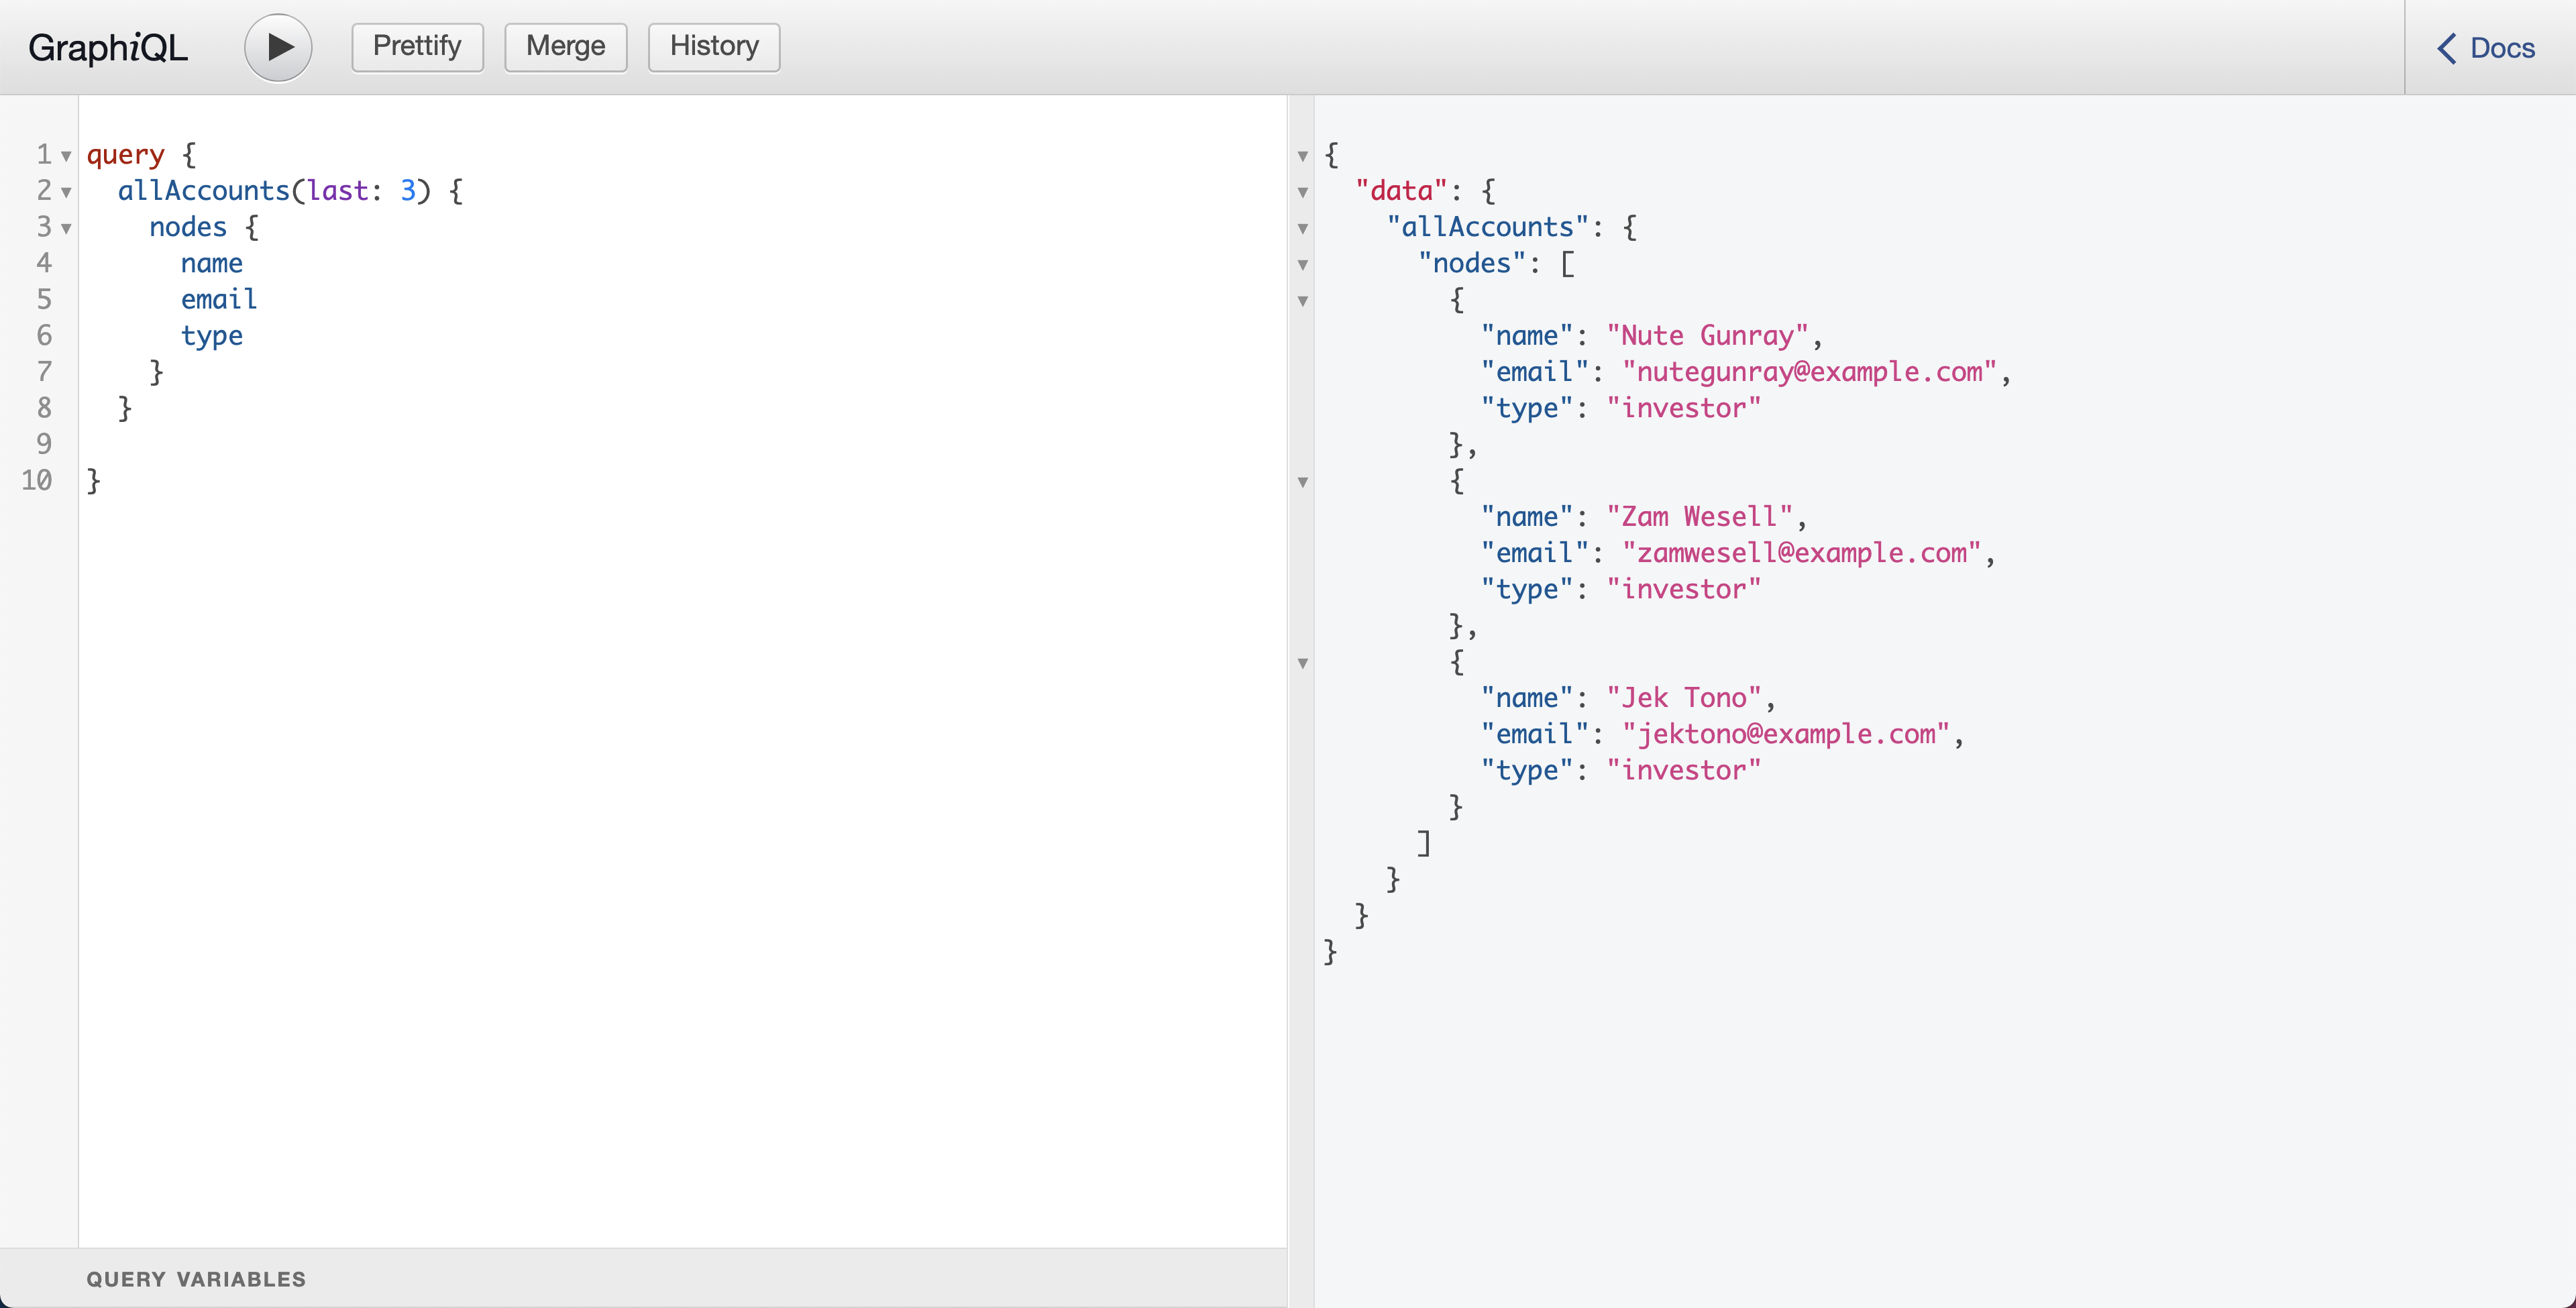 GraphiQL
Prettify
Merge
History
Docs
1 query {
2   allAccounts(last: 3) {
3     nodes {
4       name
5       email
6       type
7     }
8   }
9
10 }
{
  "data": {
    "allAccounts": {
      "nodes": [
        {
          "name": "Nute Gunray",
          "email": "nutegunray@example.com",
          "type": "investor"
        },
        {
          "name": "Zam Wesell",
          "email": "zamwesell@example.com",
          "type": "investor"
        },
        {
          "name": "Jek Tono",
          "email": "jektono@example.com",
          "type": "investor"
        }
      ]
    }
  }
}
QUERY VARIABLES